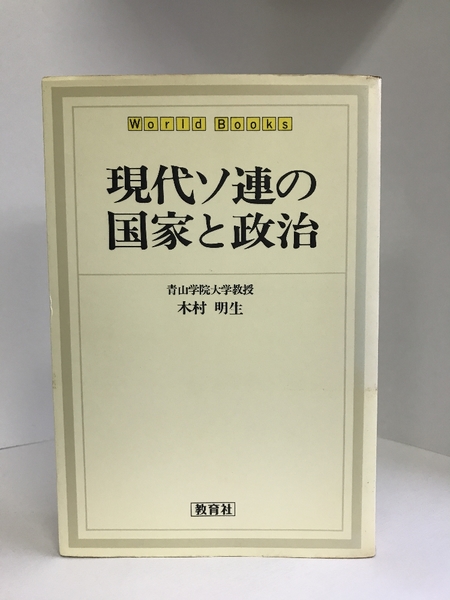 World Books
現代ソ連の
国家と政治
青山学院大学教授
木村 明生
教育社